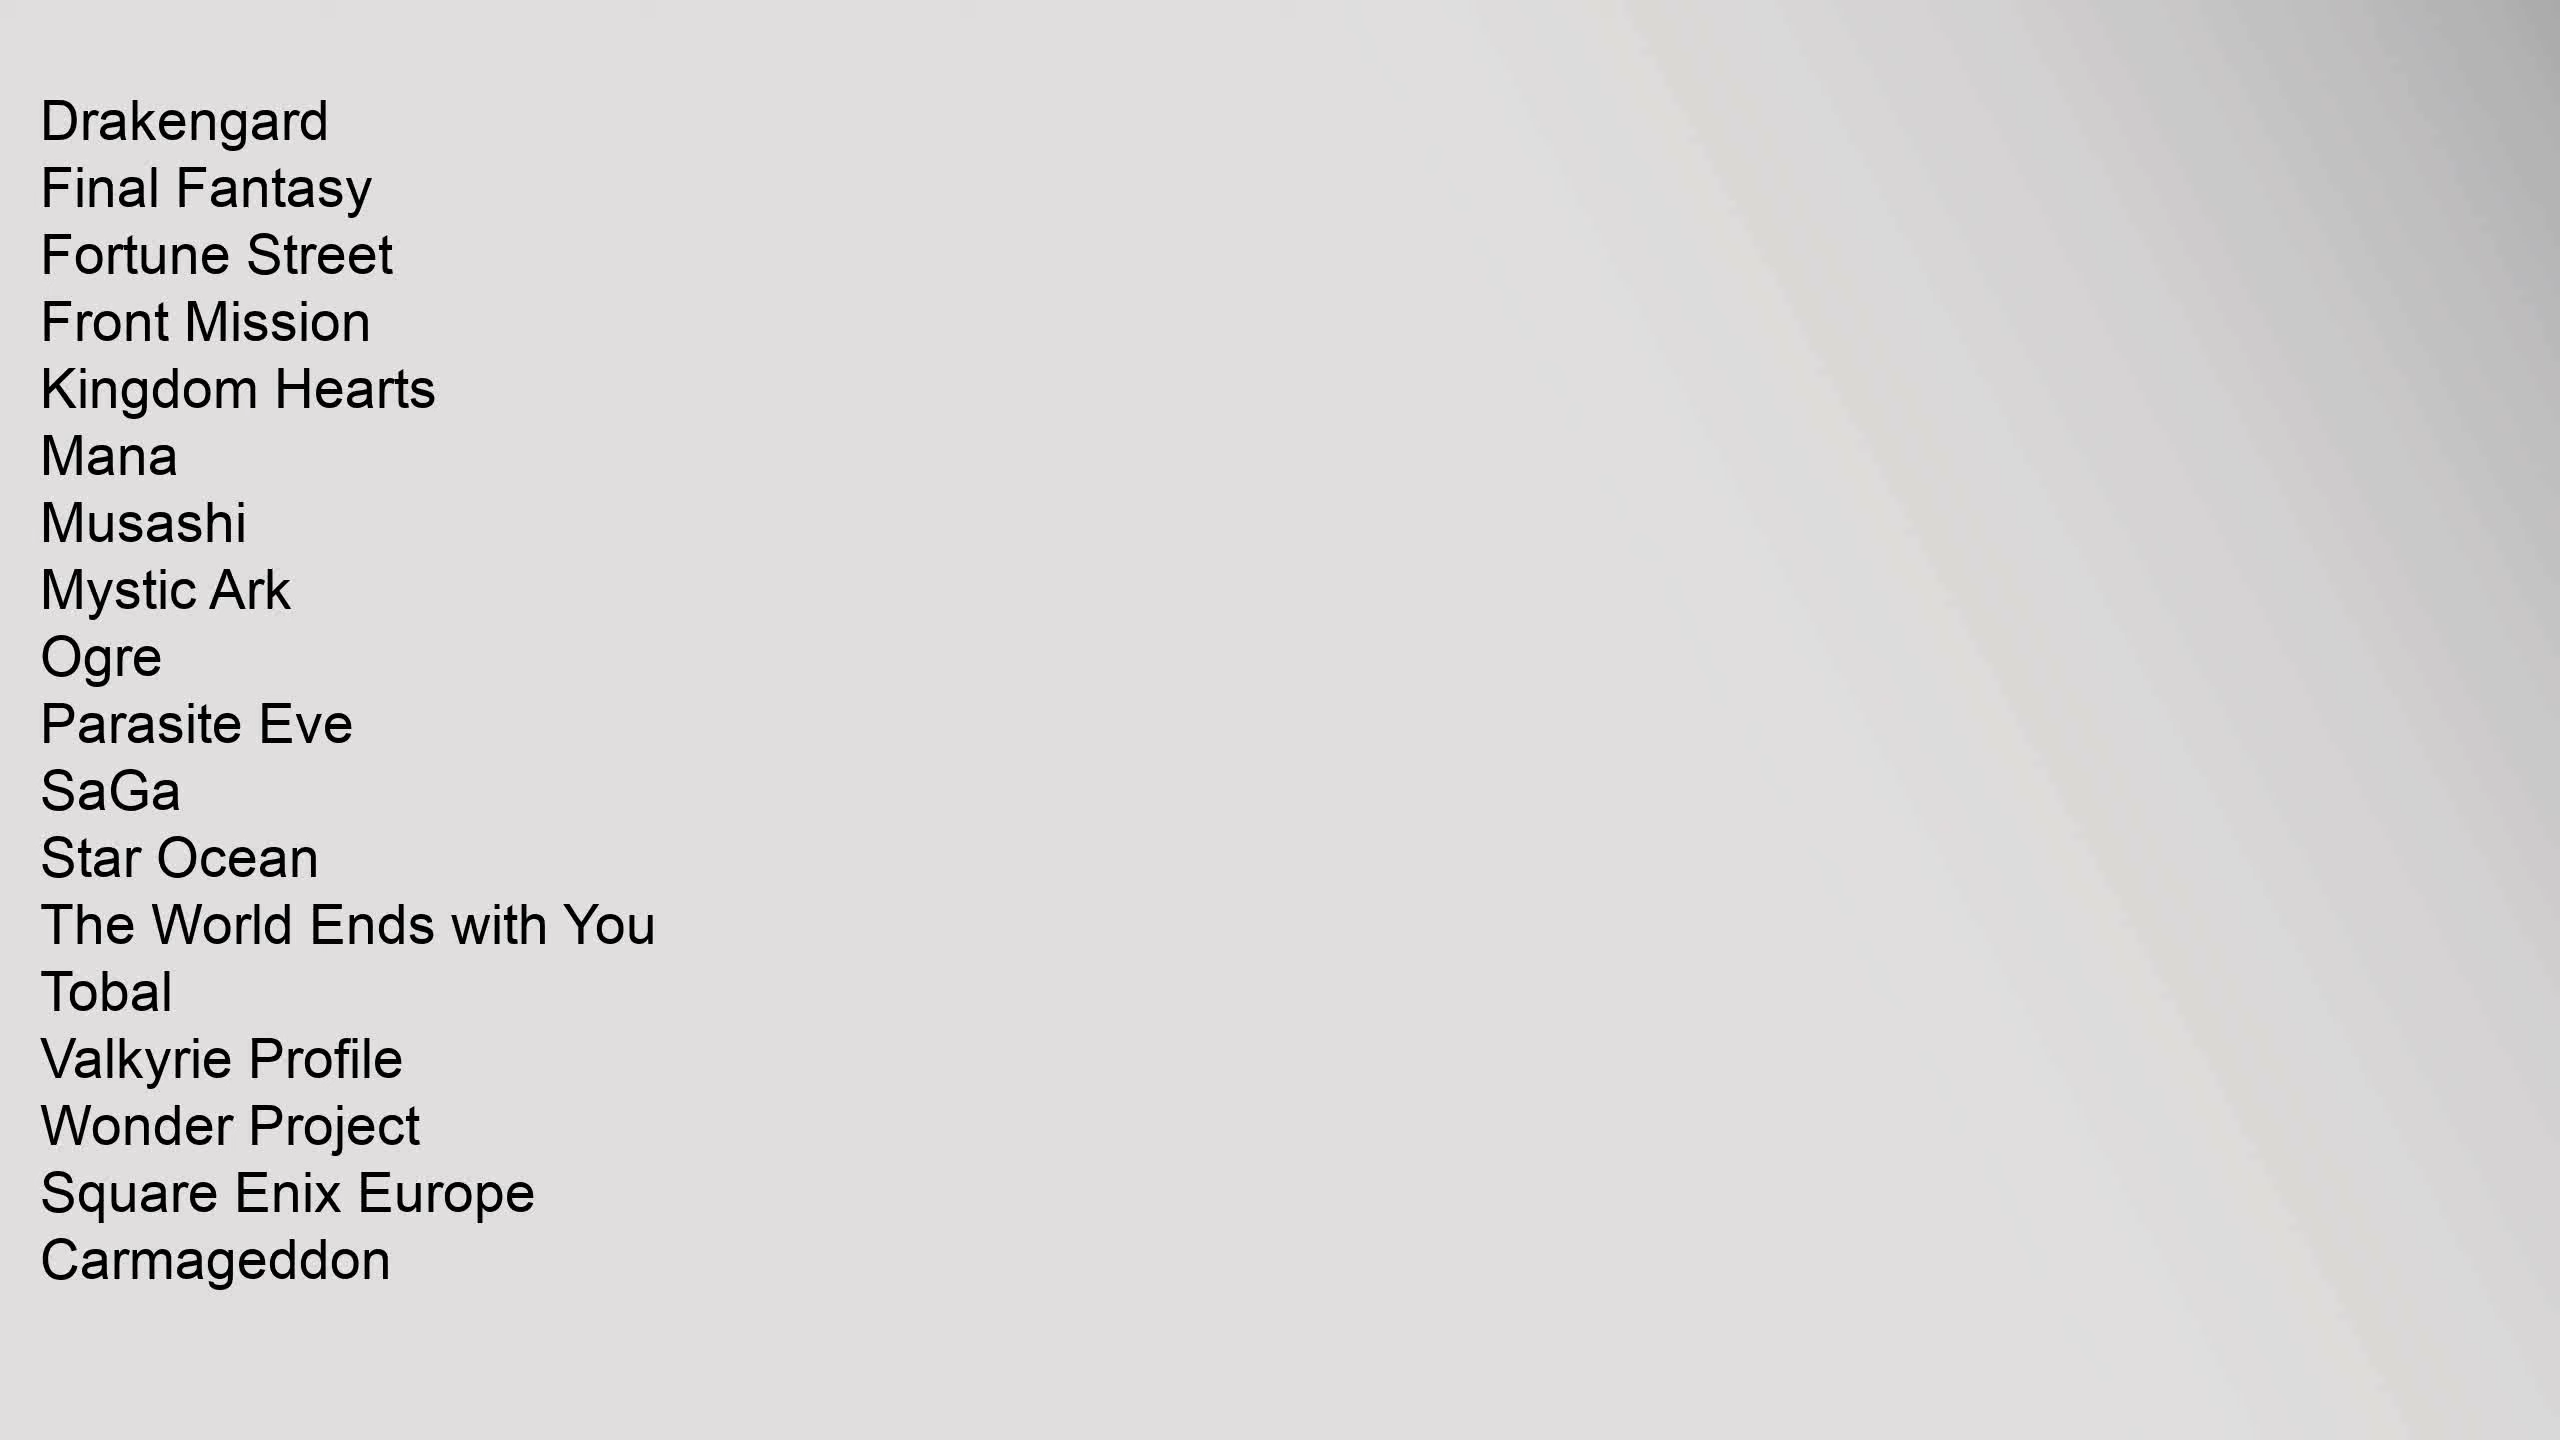 Drakengard
Final Fantasy
Fortune Street
Front Mission
Kingdom Hearts
Mana
Musashi
Mystic Ark
Ogre
Parasite Eve
SaGa
Star Ocean
The World Ends with You
Tobal
Valkyrie Profile
Wonder Project
Square Enix Europe
Carmageddon